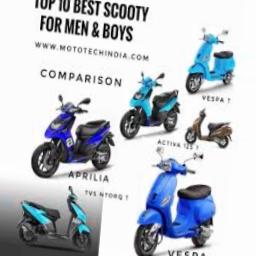 TOP 10 BEST SCOOTY
FOR MEN & BOYS
WWW.MOTOTECHINDIA.COM
COMPARISON
VESPA ↑
ACTIVA 125 ↑
APRILIA
TVS NTORQ ↑
VESPA